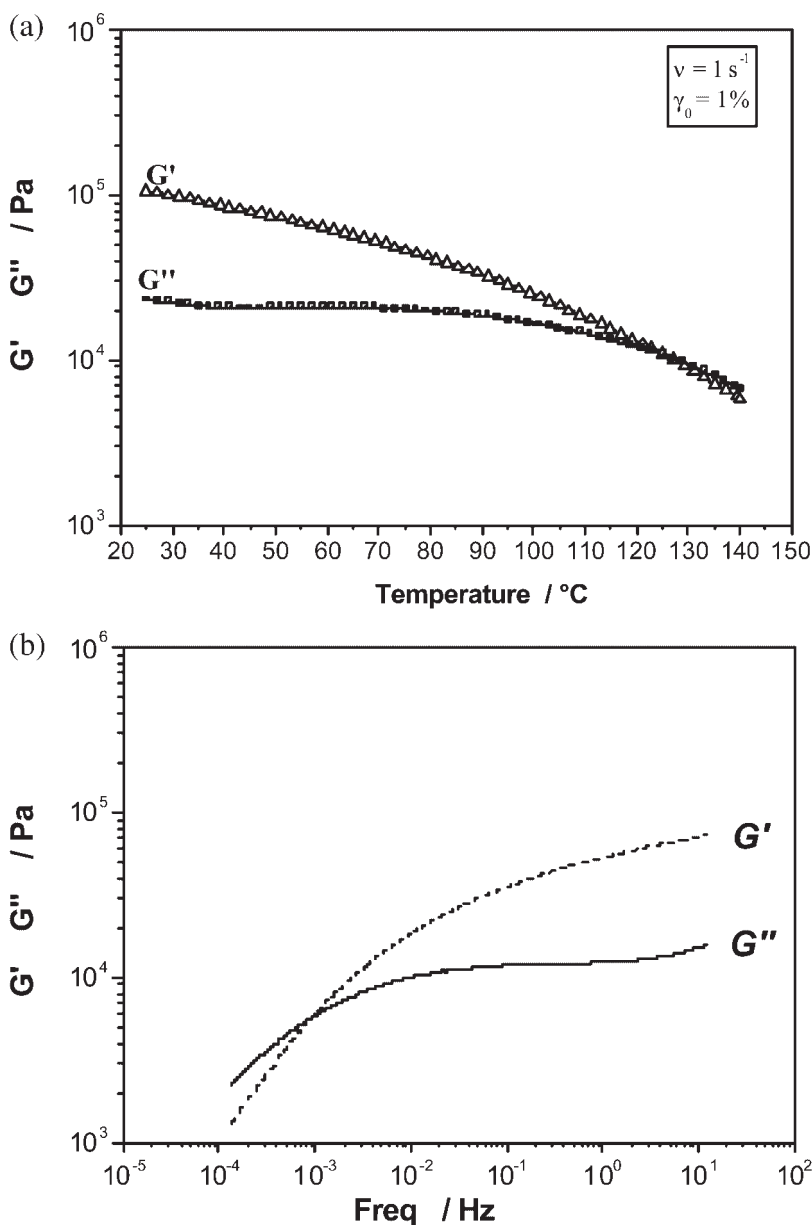 (a)
10⁶
ν = 1 s⁻¹
γ₀ = 1%
G'
10⁵
G''
G' G'' / Pa
10⁴
10³
20 30 40 50 60 70 80 90 100 110 120 130 140 150
Temperature / °C
(b)
10⁶
10⁵
G'
G''
G' G'' / Pa
10⁴
10³
10⁻⁵ 10⁻⁴ 10⁻³ 10⁻² 10⁻¹ 10⁰ 10¹ 10²
Freq / Hz